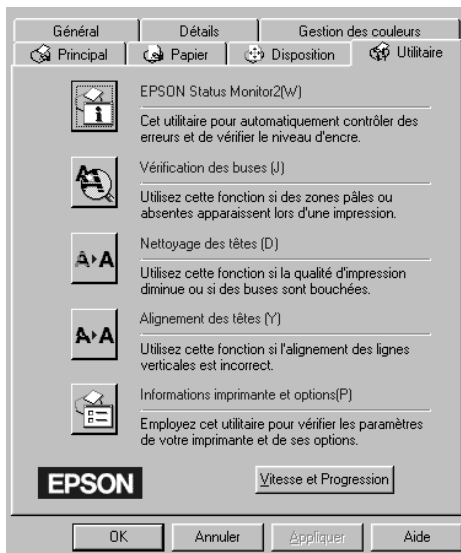 Général Détails Gestion des couleurs
Principal Papier Disposition Utilitaire
EPSON Status Monitor2(W)
Cet utilitaire pour automatiquement contrôler des
erreurs et de vérifier le niveau d'encre.
Vérification des buses (J)
Utilisez cette fonction si des zones pâles ou
absentes apparaissent lors d'une impression.
Nettoyage des têtes (D)
Utilisez cette fonction si la qualité d'impression
diminue ou si des buses sont bouchées.
Alignement des têtes (Y)
Utilisez cette fonction si l'alignement des lignes
verticales est incorrect.
Informations imprimante et options(P)
Employez cet utilitaire pour vérifier les paramètres
de votre imprimante et de ses options.
EPSON Vitesse et Progression
OK Annuler Appliquer Aide